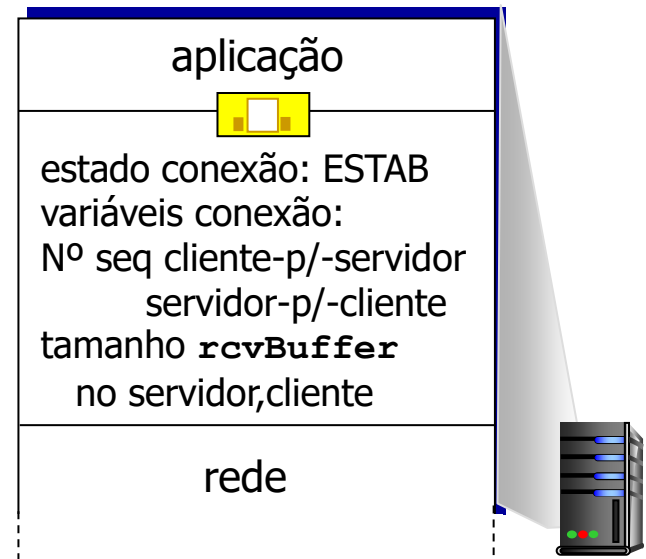 aplicação
estado conexão: ESTAB
variáveis conexão:
Nº seq cliente-p/-servidor
servidor-p/-cliente
tamanho rcvBuffer
no servidor,cliente
rede